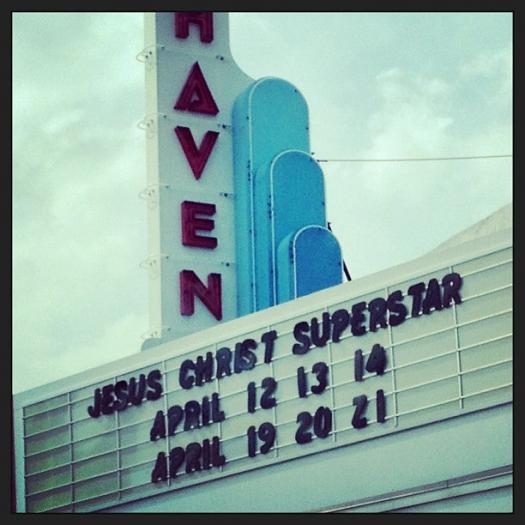 HAVEN
JESUS CHRIST SUPERSTAR
APRIL 12 13 14
APRIL 19 20 21